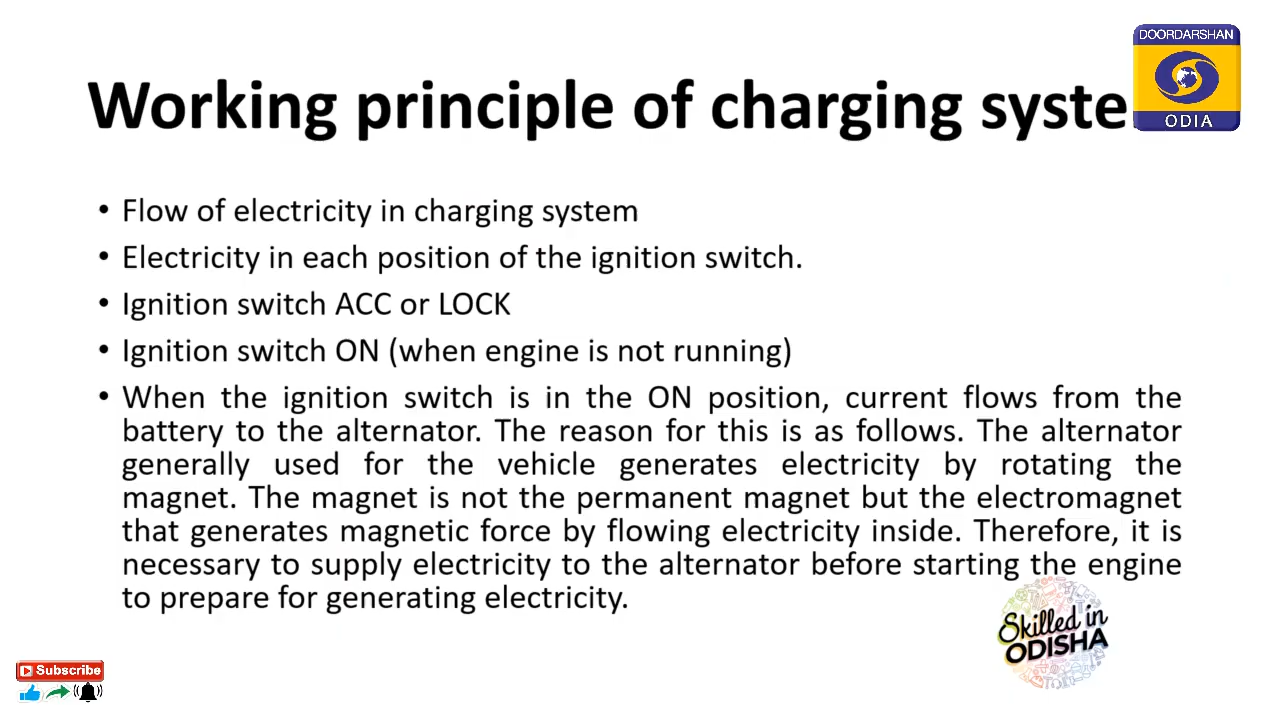 DOORDARSHAN
Working principle of charging syste
ODIA
• Flow of electricity in charging system
• Electricity in each position of the ignition switch.
• Ignition switch ACC or LOCK
• Ignition switch ON (when engine is not running)
• When the ignition switch is in the ON position, current flows from the
battery to the alternator. The reason for this is as follows. The alternator
generally used for the vehicle generates electricity by rotating the
magnet. The magnet is not the permanent magnet but the electromagnet
that generates magnetic force by flowing electricity inside. Therefore, it is
necessary to supply electricity to the alternator before starting the engine
to prepare for generating electricity.
Skilled in
ODISHA
Subscribe